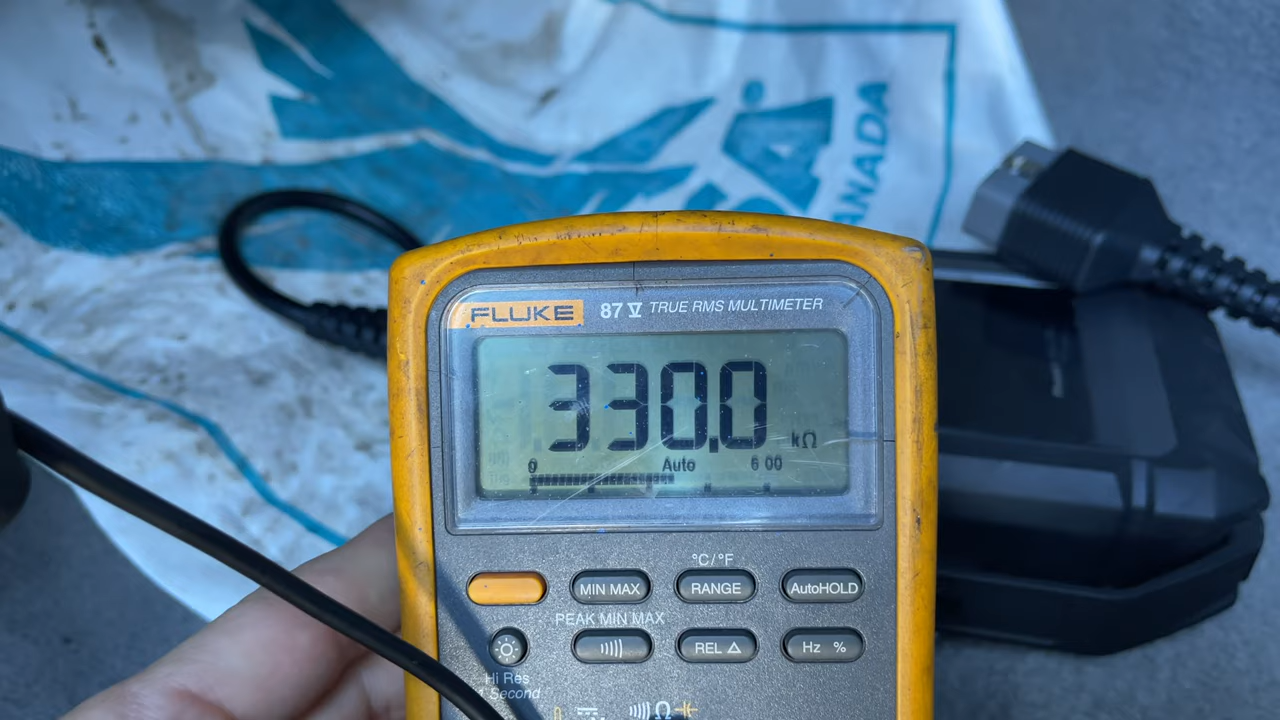 CANADA
FLUKE 87 V TRUE RMS MULTIMETER
330.0 kΩ
0 Auto 600
°C/°F
MIN MAX RANGE AutoHOLD
PEAK MIN MAX
REL △ Hz %
Hi Res
1 Second
Ω